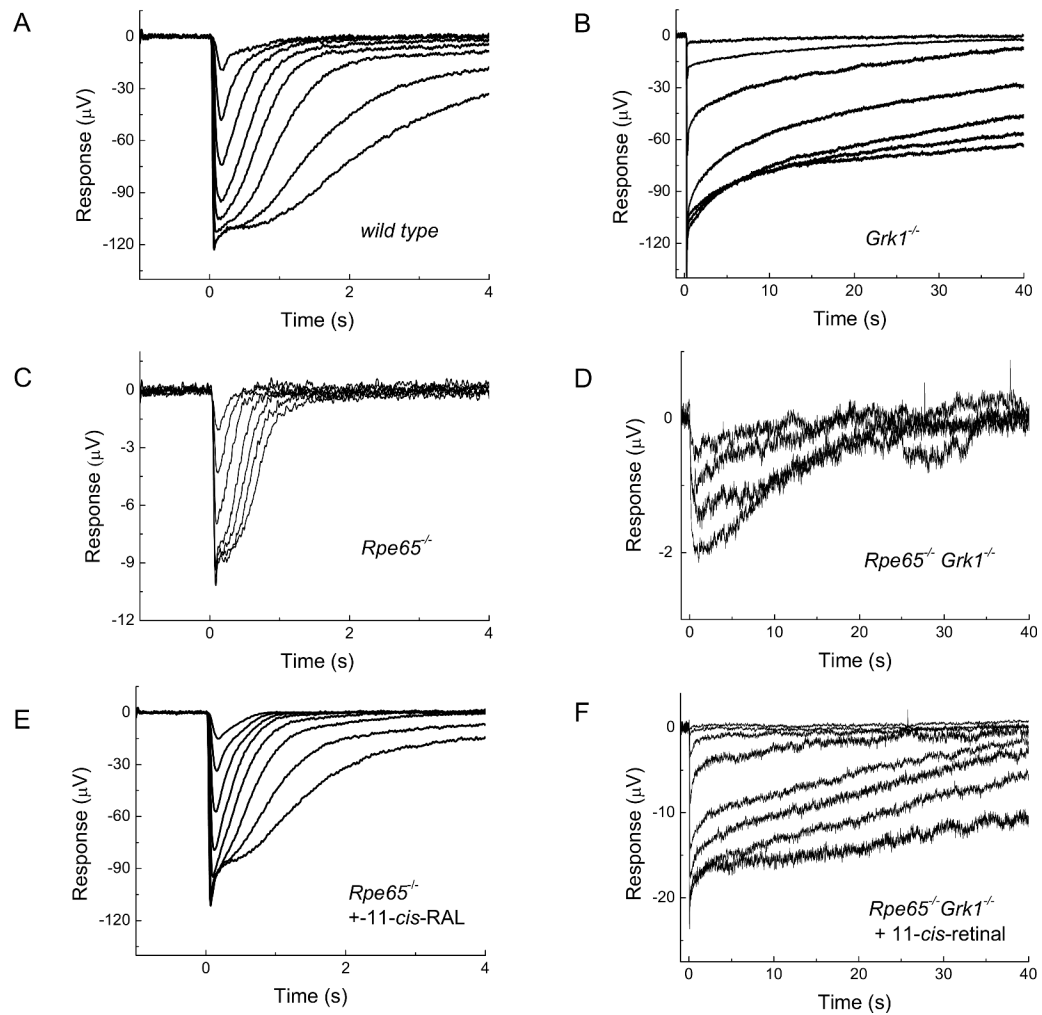 A
0
-30
-60
-90
-120
Response (μV)
wild type
0 2 4
Time (s)
B
0
-30
-60
-90
-120
Response (μV)
Grk1-/-
0 10 20 30 40
Time (s)
C
0
-3
-6
-9
-12
Response (μV)
Rpe65-/-
0 2 4
Time (s)
D
0
-2
Response (μV)
Rpe65-/- Grk1-/-
0 10 20 30 40
Time (s)
E
0
-30
-60
-90
-120
Response (μV)
Rpe65-/-
+-11-cis-RAL
0 2 4
Time (s)
F
0
-10
-20
Response (μV)
Rpe65-/-Grk1-/-
+ 11-cis-retinal
0 10 20 30 40
Time (s)